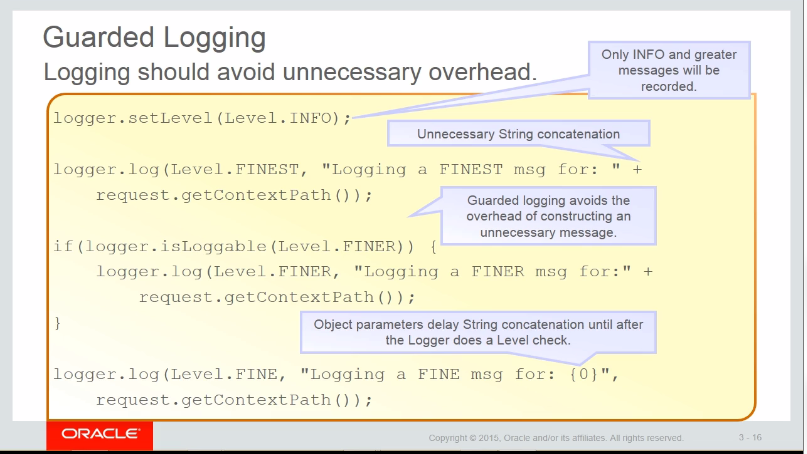 Guarded Logging
Logging should avoid unnecessary overhead.
Only INFO and greater
messages will be
recorded.
logger.setLevel(Level.INFO);
Unnecessary String concatenation
logger.log(Level.FINEST, "Logging a FINEST msg for: " +
request.getContextPath());
Guarded logging avoids the
overhead of constructing an
unnecessary message.
if(logger.isLoggable(Level.FINER)) {
logger.log(Level.FINER, "Logging a FINER msg for:" +
request.getContextPath());
}
Object parameters delay String concatenation until after
the Logger does a Level check.
logger.log(Level.FINE, "Logging a FINE msg for: {0}",
request.getContextPath());
ORACLE
Copyright © 2015, Oracle and/or its affiliates. All rights reserved.
3 - 16